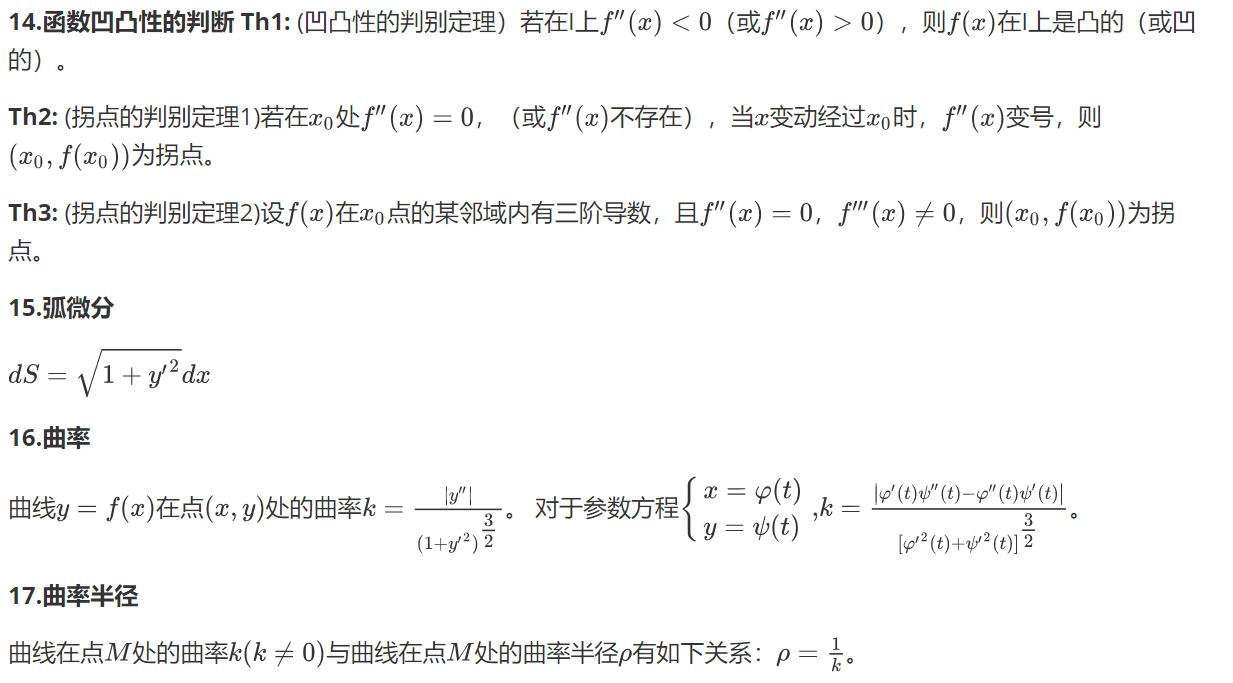 14.函数凹凸性的判断 Th1: (凹凸性的判别定理）若在I上f''(x) < 0（或f''(x) > 0），则f(x)在I上是凸的（或凹
的）。
Th2: (拐点的判别定理1)若在x₀处f''(x) = 0，（或f''(x)不存在），当x变动经过x₀时，f''(x)变号，则
(x₀, f(x₀))为拐点。
Th3: (拐点的判别定理2)设f(x)在x₀点的某邻域内有三阶导数，且f''(x) = 0，f'''(x) ≠ 0，则(x₀, f(x₀))为拐
点。
15.弧微分
dS = √(1 + y'²)dx
16.曲率
曲线y = f(x)在点(x, y)处的曲率k = |y''| / (1+y'²)^(3/2)。 对于参数方程{ x = φ(t) y = ψ(t) ,k = |φ'(t)ψ''(t)−φ''(t)ψ'(t)| / [φ'²(t)+ψ'²(t)]^(3/2)。
17.曲率半径
曲线在点M处的曲率k(k ≠ 0)与曲线在点M处的曲率半径ρ有如下关系：ρ = 1/k。